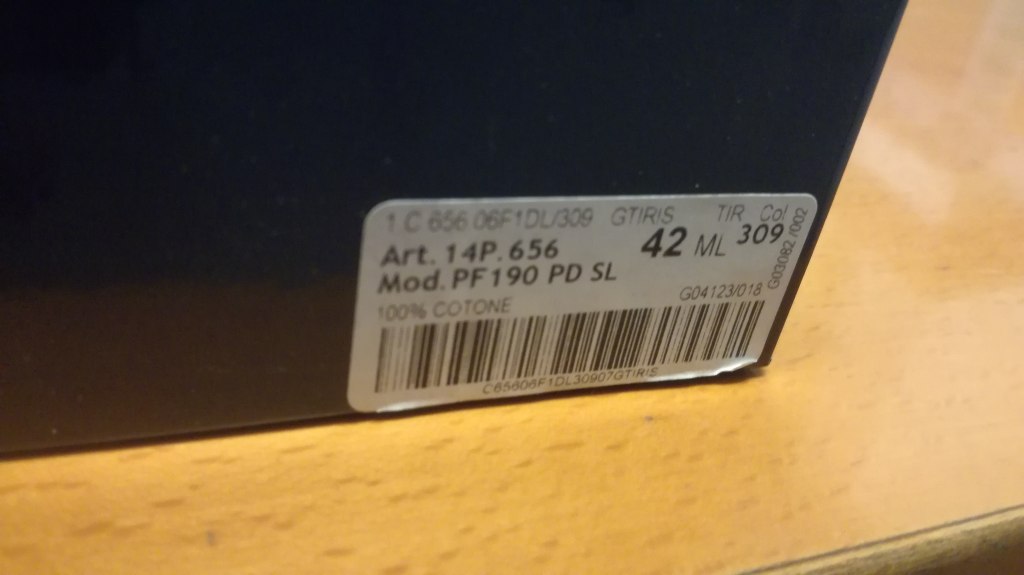 1 C 656 06F1DL/309 GTIRIS TIR Col
Art. 14P.656 42 ML 309
Mod. PF190 PD SL
100% COTONE G04123/018
G03082 /002
C65606F1DL30907GTIRIS